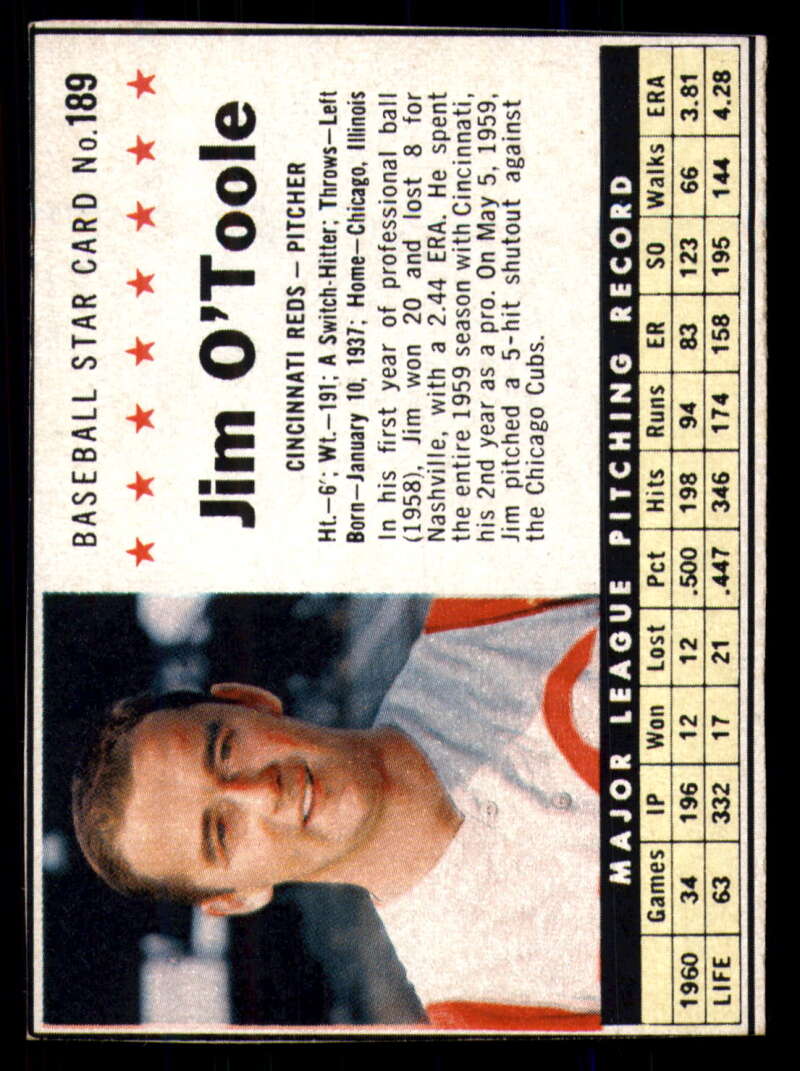 BASEBALL STAR CARD No.189
Jim O'Toole
CINCINNATI REDS – PITCHER
Ht.–6'; Wt.–191; A Switch-Hitter; Throws–Left
Born–January 10, 1937; Home–Chicago, Illinois
In his first year of professional ball
(1958), Jim won 20 and lost 8 for
Nashville, with a 2.44 ERA. He spent
the entire 1959 season with Cincinnati,
his 2nd year as a pro. On May 5, 1959,
Jim pitched a 5-hit shutout against
the Chicago Cubs.
MAJOR LEAGUE PITCHING RECORD
Games IP Won Lost Pct Hits Runs ER SO Walks ERA
1960 34 196 12 12 .500 198 94 83 123 66 3.81
LIFE 63 332 17 21 .447 346 174 158 195 144 4.28